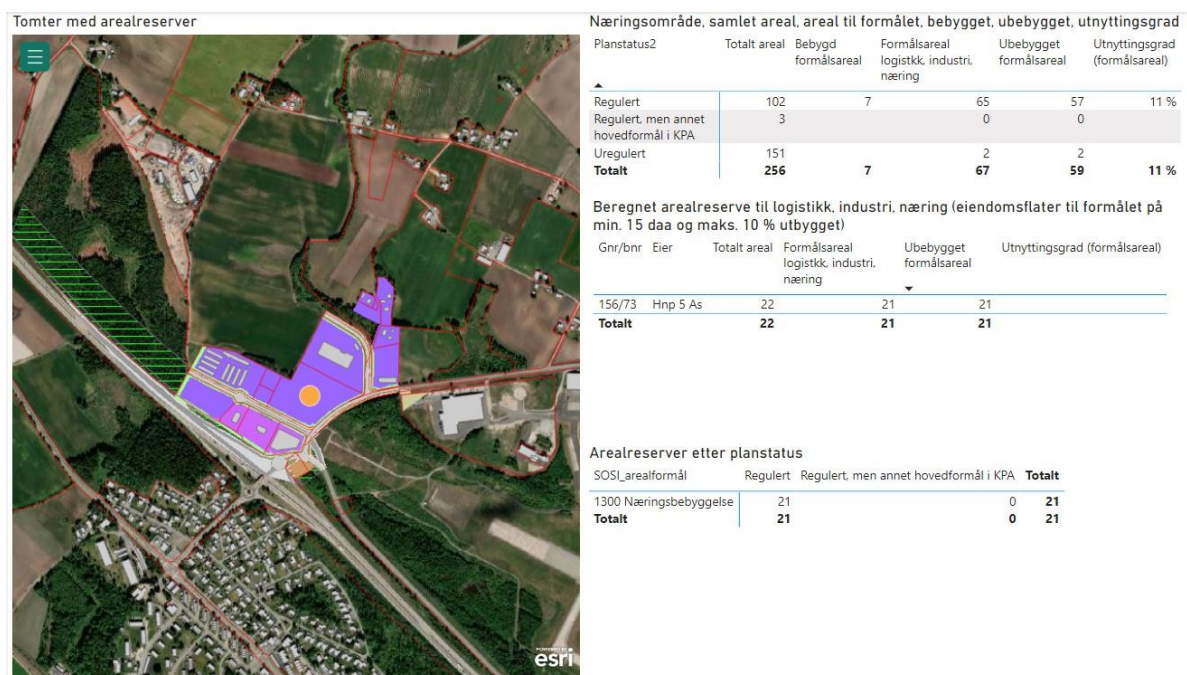 Tomter med arealreserver
Næringsområde, samlet areal, areal til formålet, bebygget, ubebygget, utnyttingsgrad
Planstatus2 Totalt areal Bebygd formålsareal Formålsareal logistkk, industri, næring Ubebygget formålsareal Utnyttingsgrad (formålsareal)
Regulert 102 7 65 57 11 %
Regulert, men annet hovedformål i KPA 3 0 0
Uregulert 151 2 2
Totalt 256 7 67 59 11 %
Beregnet arealreserve til logistikk, industri, næring (eiendomsflater til formålet på
min. 15 daa og maks. 10 % utbygget)
Gnr/bnr Eier Totalt areal Formålsareal logistkk, industri, næring Ubebygget formålsareal Utnyttingsgrad (formålsareal)
156/73 Hnp 5 As 22 21 21
Totalt 22 21 21
Arealreserver etter planstatus
SOSI_arealformål Regulert Regulert, men annet hovedformål i KPA Totalt
1300 Næringsbebyggelse 21 0 21
Totalt 21 0 21
POWERED BY
esri